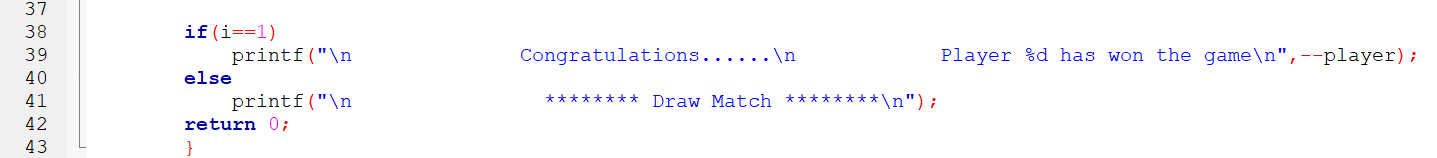 37
38 if(i==1)
39 printf("\n Congratulations......\n Player %d has won the game\n",--player);
40 else
41 printf("\n ******** Draw Match ********\n");
42 return 0;
43 }